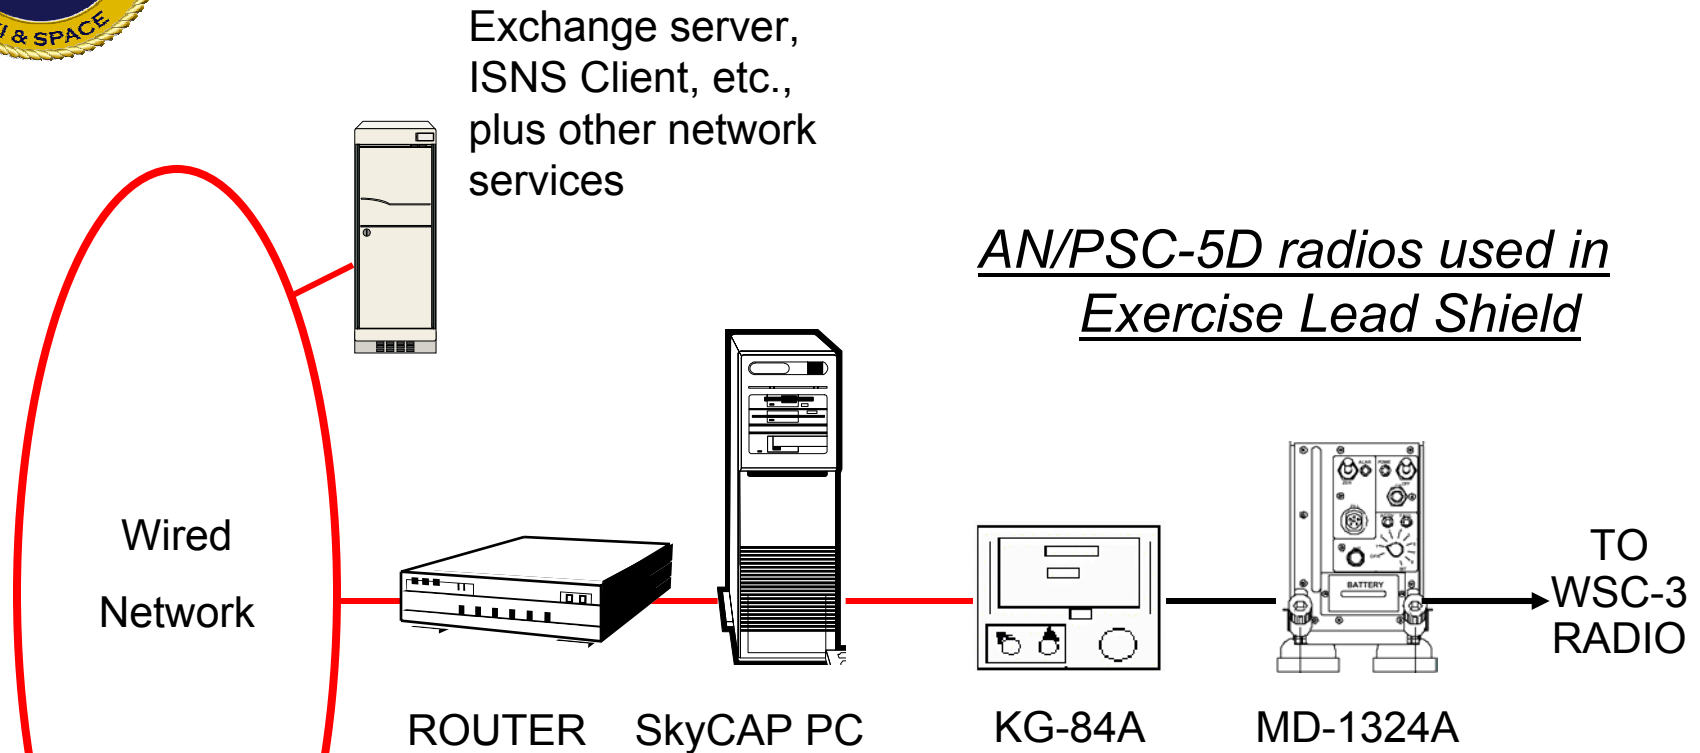 & SPACE
Exchange server,
ISNS Client, etc.,
plus other network
services
AN/PSC-5D radios used in
Exercise Lead Shield
Wired
Network
BATTERY
TO
WSC-3
RADIO
ROUTER
SkyCAP PC
KG-84A
MD-1324A